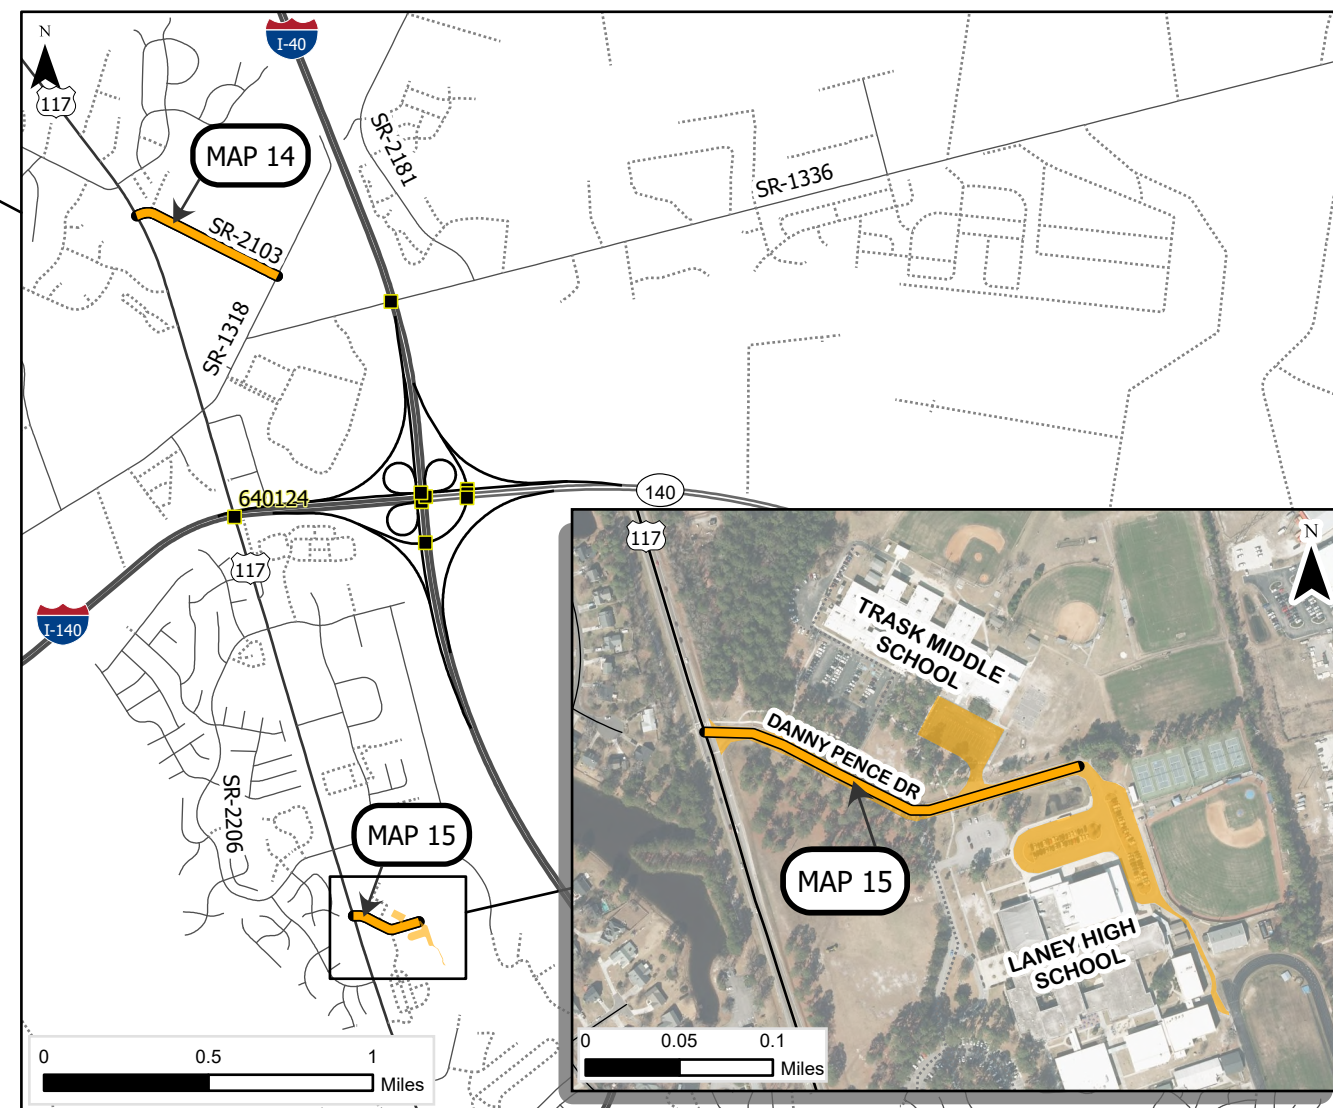 N
I-40
117
SR-2181
MAP 14
SR-1336
SR-2103
SR-1318
640124
140
117
I-140
SR-2206
MAP 15
0 0.5 1
Miles
N
117
TRASK MIDDLE
SCHOOL
DANNY PENCE DR
MAP 15
LANEY HIGH
SCHOOL
0 0.05 0.1
Miles